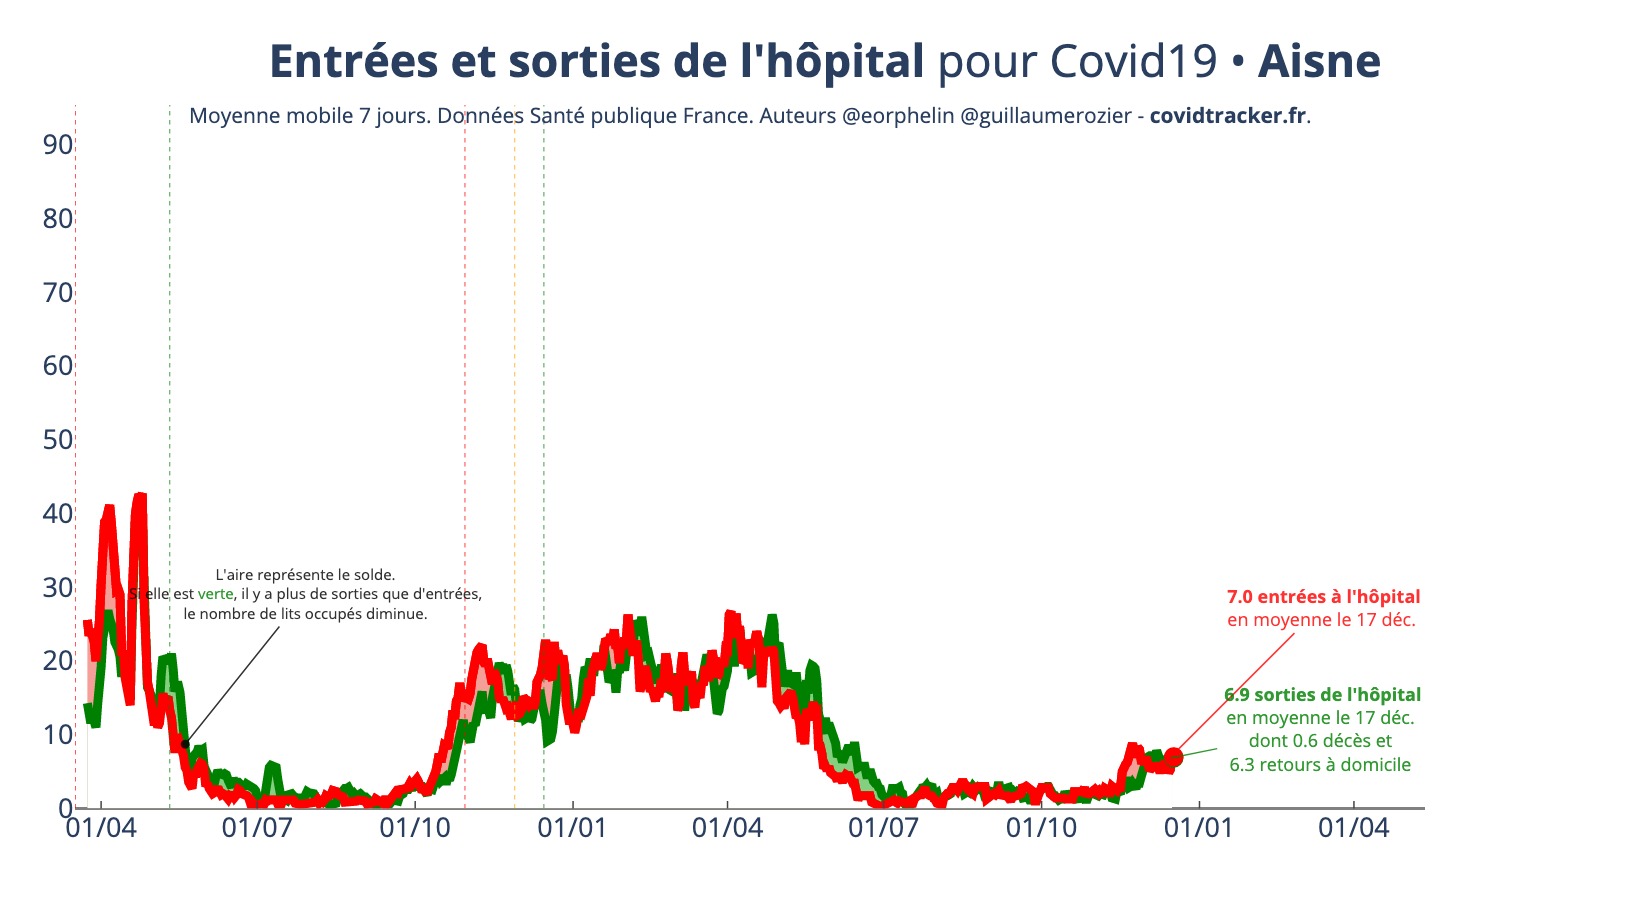 Entrées et sorties de l'hôpital pour Covid19 • Aisne
Moyenne mobile 7 jours. Données Santé publique France. Auteurs @eorphelin @guillaumerozier - covidtracker.fr.
90
80
70
60
50
40
30
20
10
0
L'aire représente le solde.
Si elle est verte, il y a plus de sorties que d'entrées,
le nombre de lits occupés diminue.
7.0 entrées à l'hôpital
en moyenne le 17 déc.
6.9 sorties de l'hôpital
en moyenne le 17 déc.
dont 0.6 décès et
6.3 retours à domicile
01/04 01/07 01/10 01/01 01/04 01/07 01/10 01/01 01/04